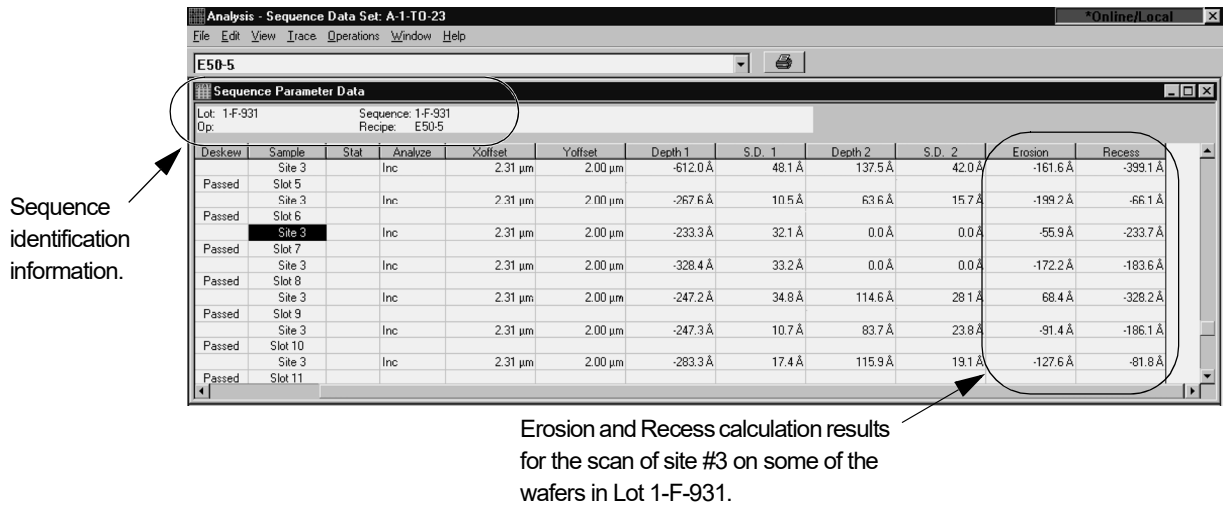 Analysis - Sequence Data Set: A-1-TO-23 *Online/Local
File Edit View Trace Operations Window Help
E50-5
Sequence Parameter Data
Lot: 1-F-931 Sequence: 1-F-931
Op: Recipe: E50-5
Deskew Sample Stat Analyze Xoffset Yoffset Depth 1 S.D. 1 Depth 2 S.D. 2 Erosion Recess
Site 3 Inc 2.31 µm 2.00 µm -612.0 Å 48.1 Å 137.5 Å 42.0 Å -161.6 Å -399.1 Å
Passed Slot 5
Site 3 Inc 2.31 µm 2.00 µm -267.6 Å 10.5 Å 63.6 Å 15.7 Å -199.2 Å -66.1 Å
Passed Slot 6
Site 3 Inc 2.31 µm 2.00 µm -233.3 Å 32.1 Å 0.0 Å 0.0 Å -55.9 Å -233.7 Å
Passed Slot 7
Site 3 Inc 2.31 µm 2.00 µm -328.4 Å 33.2 Å 0.0 Å 0.0 Å -172.2 Å -183.6 Å
Passed Slot 8
Site 3 Inc 2.31 µm 2.00 µm -247.2 Å 34.8 Å 114.6 Å 28.1 Å 68.4 Å -328.2 Å
Passed Slot 9
Site 3 Inc 2.31 µm 2.00 µm -247.3 Å 10.7 Å 83.7 Å 23.8 Å -91.4 Å -186.1 Å
Passed Slot 10
Site 3 Inc 2.31 µm 2.00 µm -283.3 Å 17.4 Å 115.9 Å 19.1 Å -127.6 Å -81.8 Å
Passed Slot 11
Sequence
identification
information.
Erosion and Recess calculation results
for the scan of site #3 on some of the
wafers in Lot 1-F-931.